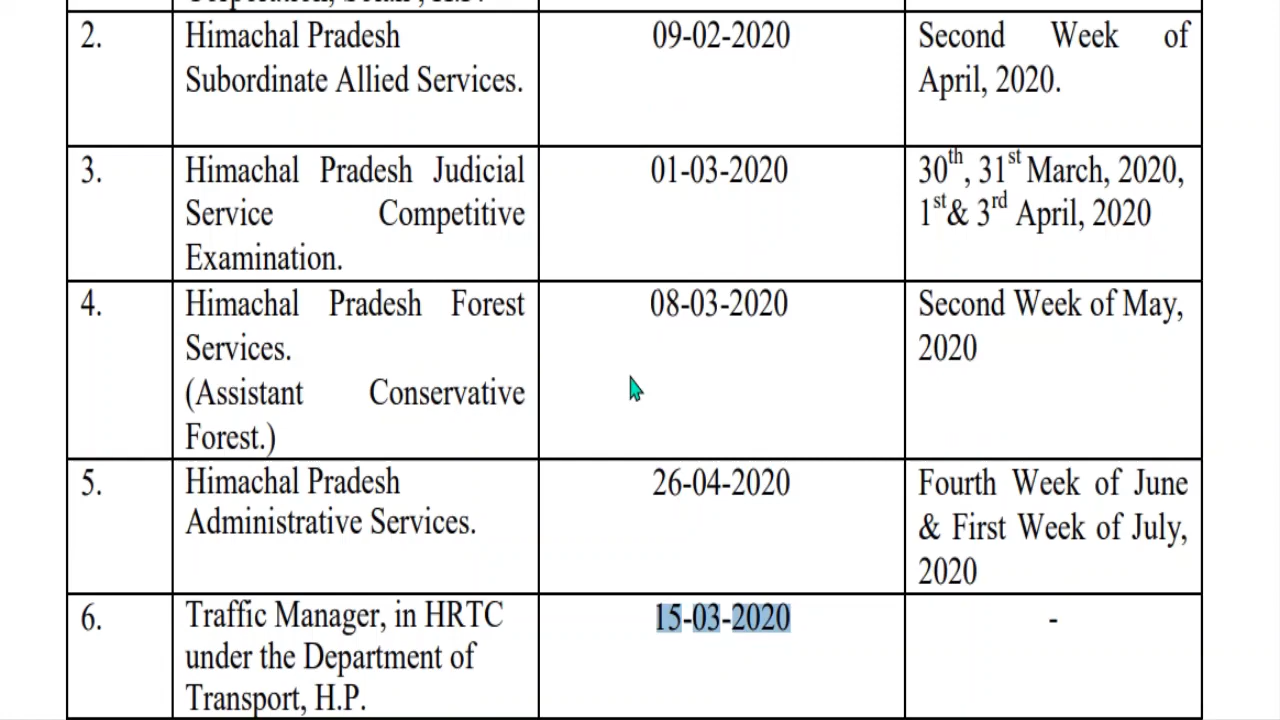 2.
Himachal Pradesh
Subordinate Allied Services.
09-02-2020
Second Week of
April, 2020.
3.
Himachal Pradesh Judicial
Service Competitive
Examination.
01-03-2020
30th, 31st March, 2020,
1st& 3rd April, 2020
4.
Himachal Pradesh Forest
Services.
(Assistant Conservative
Forest.)
08-03-2020
Second Week of May,
2020
5.
Himachal Pradesh
Administrative Services.
26-04-2020
Fourth Week of June
& First Week of July,
2020
6.
Traffic Manager, in HRTC
under the Department of
Transport, H.P.
15-03-2020
-